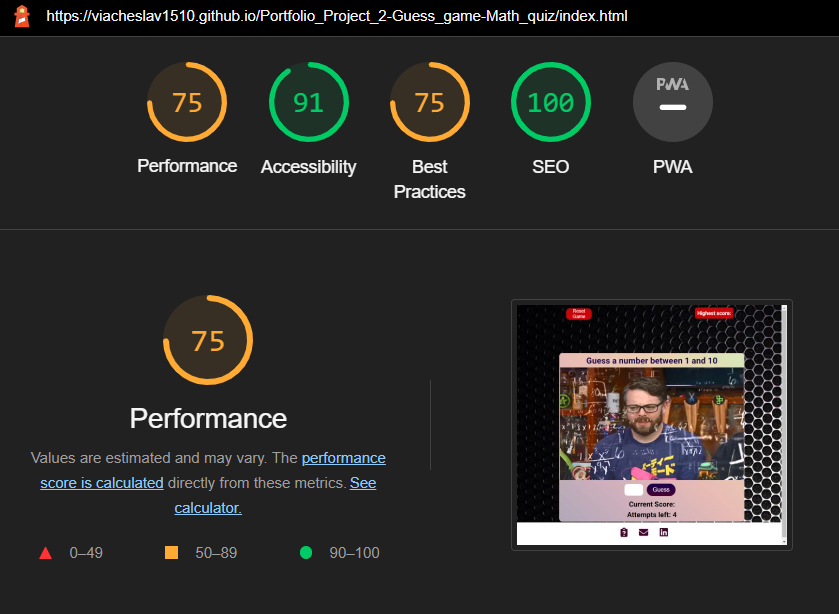 https://viacheslav1510.github.io/Portfolio_Project_2-Guess_game-Math_quiz/index.html
75
91
75
100
PWA
Performance
Accessibility
Best
Practices
SEO
PWA
75
Performance
Values are estimated and may vary. The performance
score is calculated directly from these metrics. See
calculator.
0–49
50–89
90–100
Reset
Game
Highest score
Guess a number between 1 and 10
Guess
Current Score:
Attempts left: 4